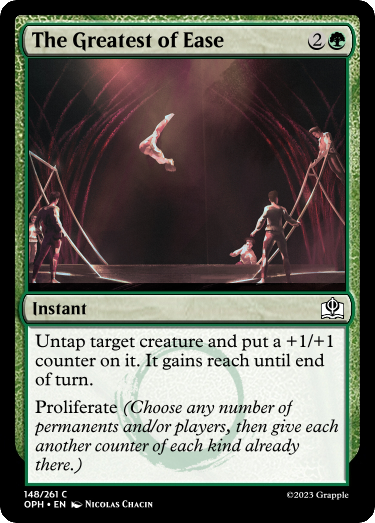 The Greatest of Ease 2
Instant
Untap target creature and put a +1/+1
counter on it. It gains reach until end
of turn.
Proliferate (Choose any number of
permanents and/or players, then give each
another counter of each kind already
there.)
148/261 C
OPH • EN Nicolas Chacin
©2023 Grapple